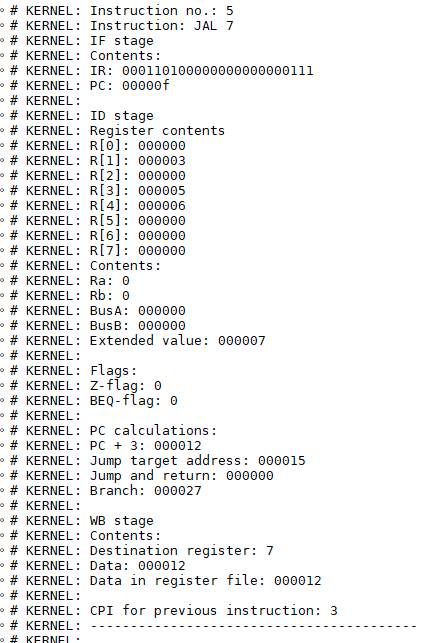 # KERNEL: Instruction no.: 5
# KERNEL: Instruction: JAL 7
# KERNEL: IF stage
# KERNEL: Contents:
# KERNEL: IR: 000110100000000000000111
# KERNEL: PC: 00000f
# KERNEL:
# KERNEL: ID stage
# KERNEL: Register contents
# KERNEL: R[0]: 000000
# KERNEL: R[1]: 000003
# KERNEL: R[2]: 000000
# KERNEL: R[3]: 000005
# KERNEL: R[4]: 000006
# KERNEL: R[5]: 000000
# KERNEL: R[6]: 000000
# KERNEL: R[7]: 000000
# KERNEL: Contents:
# KERNEL: Ra: 0
# KERNEL: Rb: 0
# KERNEL: BusA: 000000
# KERNEL: BusB: 000000
# KERNEL: Extended value: 000007
# KERNEL:
# KERNEL: Flags:
# KERNEL: Z-flag: 0
# KERNEL: BEQ-flag: 0
# KERNEL:
# KERNEL: PC calculations:
# KERNEL: PC + 3: 000012
# KERNEL: Jump target address: 000015
# KERNEL: Jump and return: 000000
# KERNEL: Branch: 000027
# KERNEL:
# KERNEL: WB stage
# KERNEL: Contents:
# KERNEL: Destination register: 7
# KERNEL: Data: 000012
# KERNEL: Data in register file: 000012
# KERNEL:
# KERNEL: CPI for previous instruction: 3
# KERNEL: -----------------------------------------
# KERNEL: